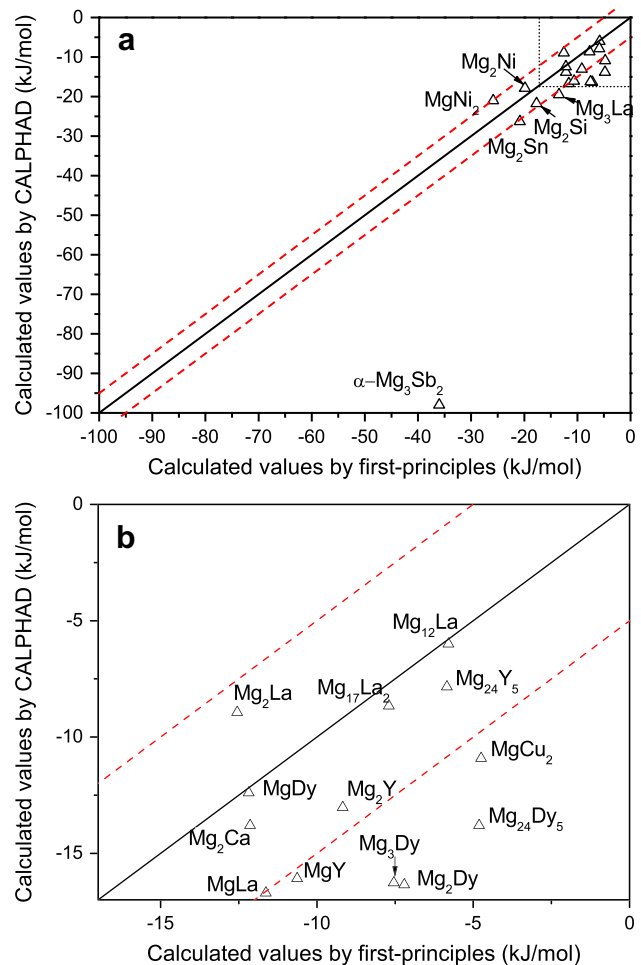 a
0
-10
-20
-30
-40
-50
-60
-70
-80
-90
-100
Calculated values by CALPHAD (kJ/mol)
Mg2Ni
MgNi2
Mg3La
Mg2Si
Mg2Sn
α–Mg3Sb2
-100 -90 -80 -70 -60 -50 -40 -30 -20 -10 0
Calculated values by first-principles (kJ/mol)
b
0
-5
-10
-15
Calculated values by CALPHAD (kJ/mol)
Mg12La
Mg2La
Mg17La2
Mg24Y5
MgCu2
MgDy
Mg2Y
Mg2Ca
Mg3Dy
Mg24Dy5
MgLa
MgY
Mg2Dy
-15 -10 -5 0
Calculated values by first-principles (kJ/mol)